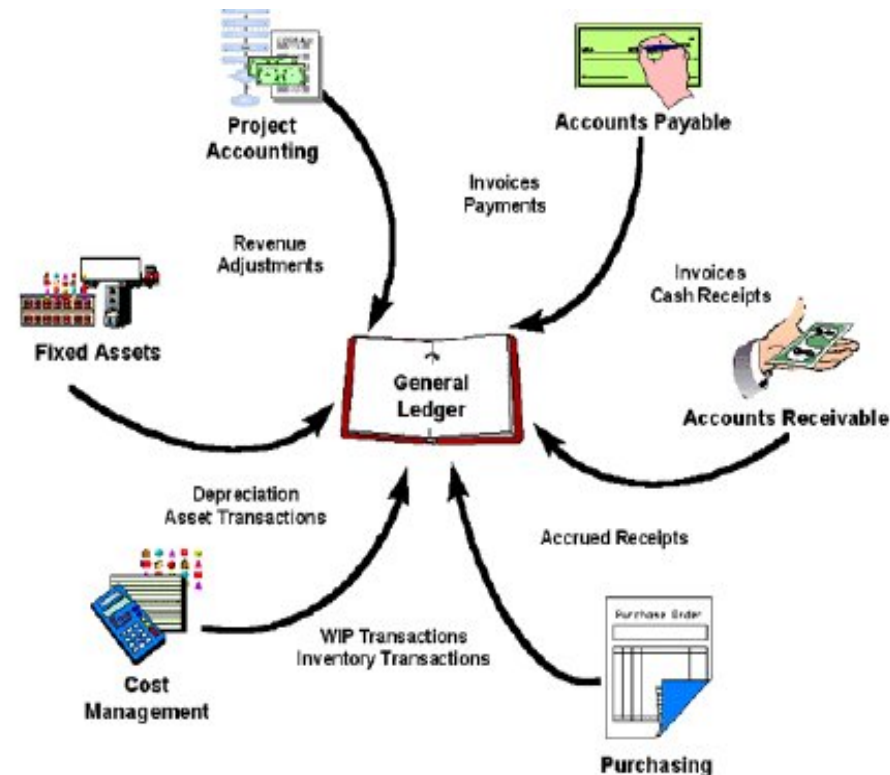 Project
Accounting
Accounts Payable
Invoices
Payments
Revenue
Adjustments
Invoices
Cash Receipts
Fixed Assets
General
Ledger
Accounts Receivable
Depreciation
Asset Transactions
Accrued Receipts
Purchase Order
WIP Transactions
Inventory Transactions
Cost
Management
Purchasing